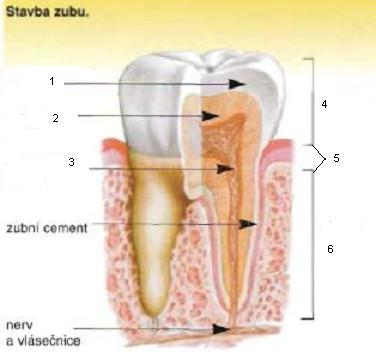 Stavba zubu.
1
2
3
4
5
6
zubní cement
nerv
a vlásečnice